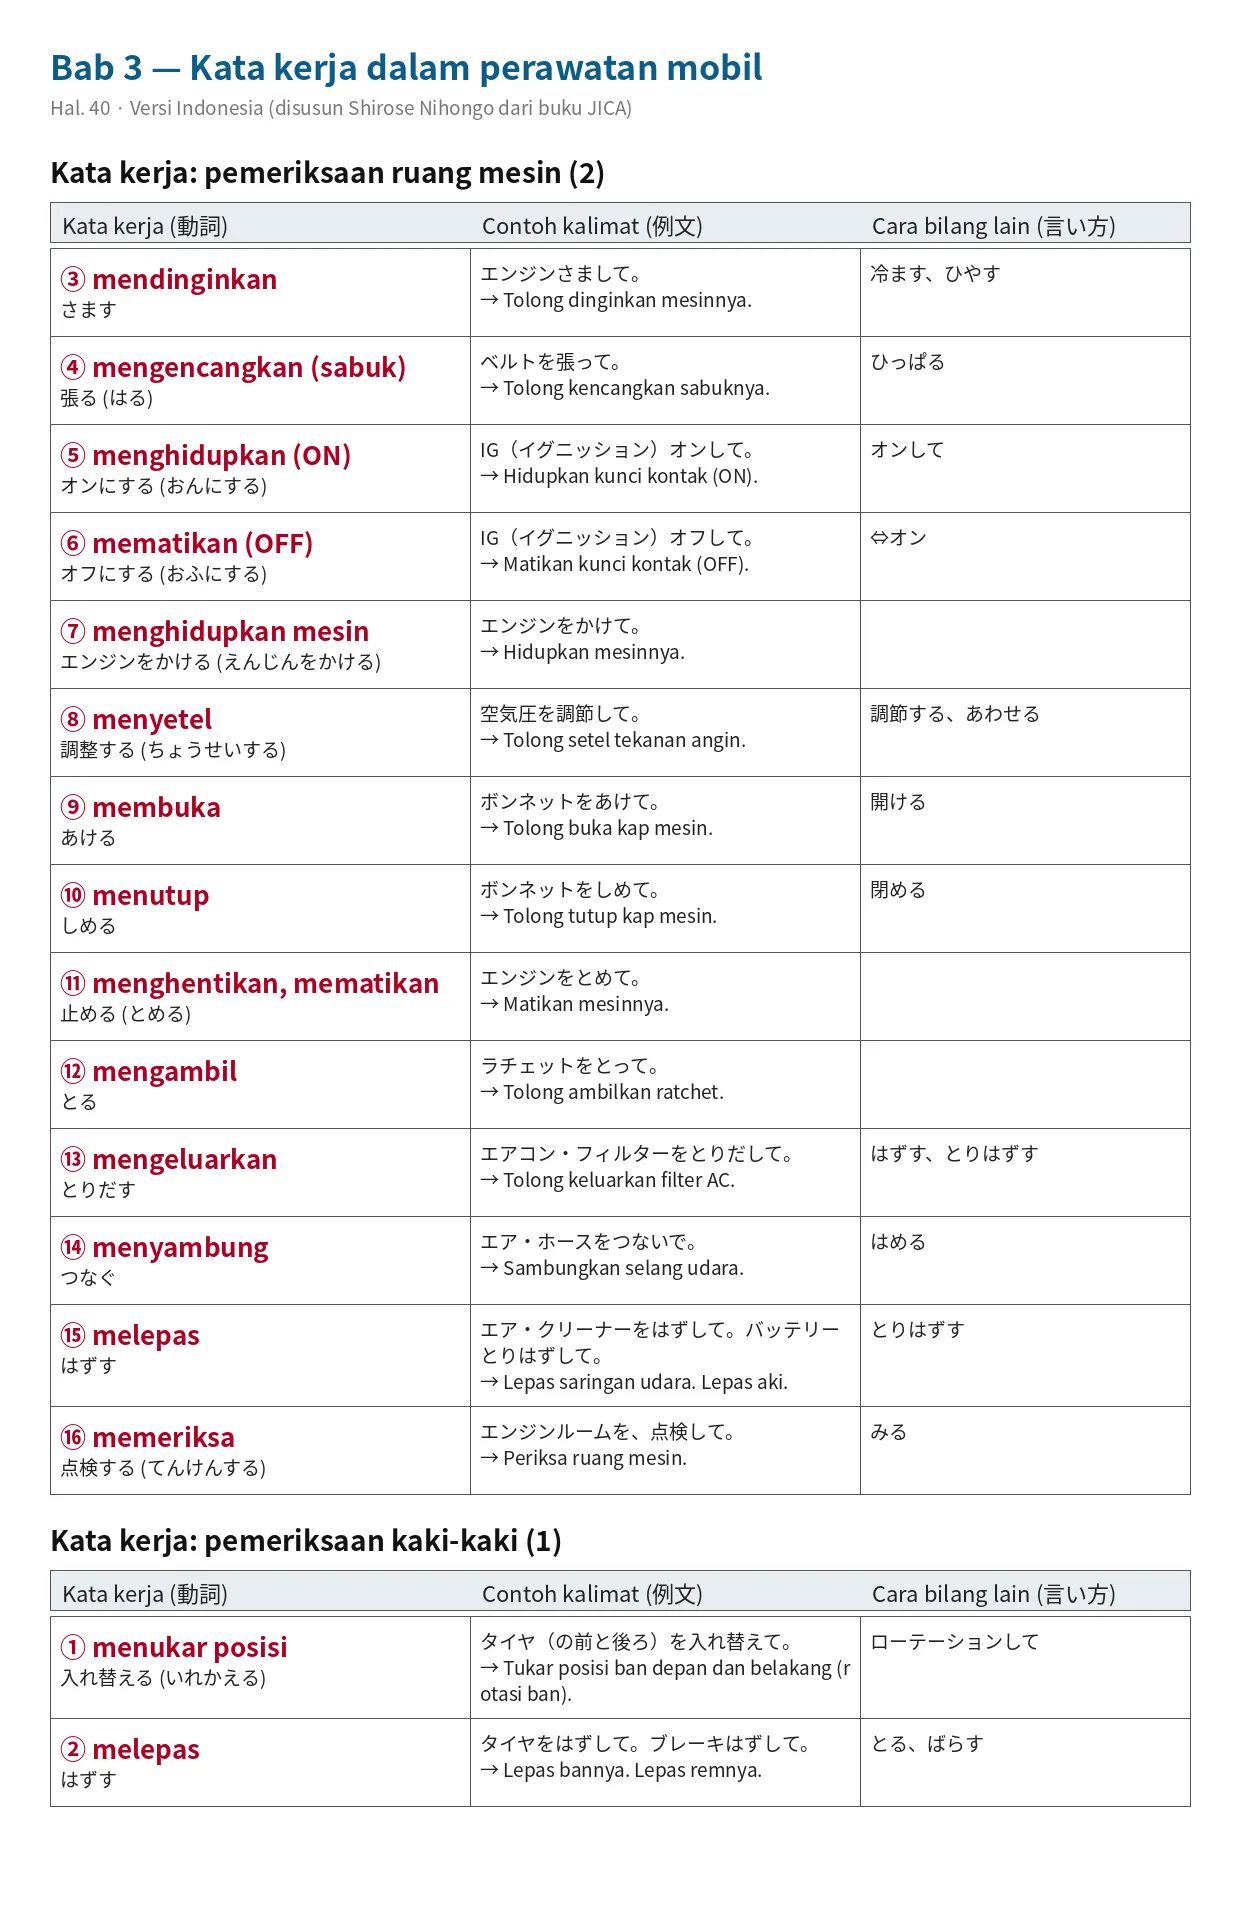 Bab 3 — Kata kerja dalam perawatan mobil
Hal. 40 · Versi Indonesia (disusun Shirose Nihongo dari buku JICA)
Kata kerja: pemeriksaan ruang mesin (2)
Kata kerja (動詞) Contoh kalimat (例文) Cara bilang lain (言い方)
③ mendinginkan
さます
エンジンさまして。
→ Tolong dinginkan mesinnya.
冷ます、ひやす
④ mengencangkan (sabuk)
張る (はる)
ベルトを張って。
→ Tolong kencangkan sabuknya.
ひっぱる
⑤ menghidupkan (ON)
オンにする (おんにする)
IG（イグニッション）オンして。
→ Hidupkan kunci kontak (ON).
オンして
⑥ mematikan (OFF)
オフにする (おふにする)
IG（イグニッション）オフして。
→ Matikan kunci kontak (OFF).
⇔オン
⑦ menghidupkan mesin
エンジンをかける (えんじんをかける)
エンジンをかけて。
→ Hidupkan mesinnya.
⑧ menyetel
調整する (ちょうせいする)
空気圧を調節して。
→ Tolong setel tekanan angin.
調節する、あわせる
⑨ membuka
あける
ボンネットをあけて。
→ Tolong buka kap mesin.
開ける
⑩ menutup
しめる
ボンネットをしめて。
→ Tolong tutup kap mesin.
閉める
⑪ menghentikan, mematikan
止める (とめる)
エンジンをとめて。
→ Matikan mesinnya.
⑫ mengambil
とる
ラチェットをとって。
→ Tolong ambilkan ratchet.
⑬ mengeluarkan
とりだす
エアコン・フィルターをとりだして。
→ Tolong keluarkan filter AC.
はずす、とりはずす
⑭ menyambung
つなぐ
エア・ホースをつないで。
→ Sambungkan selang udara.
はめる
⑮ melepas
はずす
エア・クリーナーをはずして。バッテリー
とりはずして。
→ Lepas saringan udara. Lepas aki.
とりはずす
⑯ memeriksa
点検する (てんけんする)
エンジンルームを、点検して。
→ Periksa ruang mesin.
みる
Kata kerja: pemeriksaan kaki-kaki (1)
Kata kerja (動詞) Contoh kalimat (例文) Cara bilang lain (言い方)
① menukar posisi
入れ替える (いれかえる)
タイヤ（の前と後ろ）を入れ替えて。
→ Tukar posisi ban depan dan belakang (r
otasi ban).
ローテーションして
② melepas
はずす
タイヤをはずして。ブレーキはずして。
→ Lepas bannya. Lepas remnya.
とる、ばらす